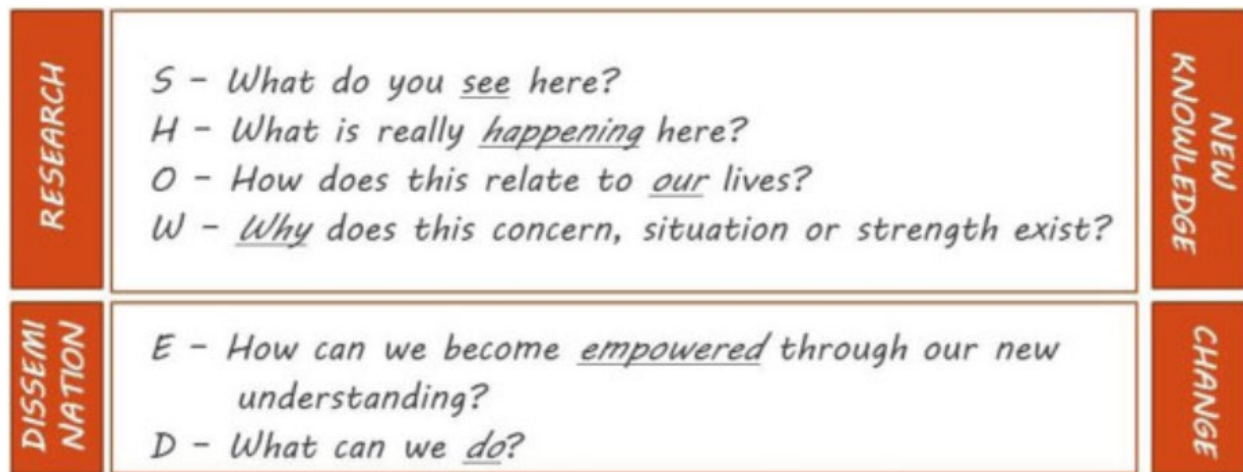 RESEARCH
S - What do you see here?
H - What is really happening here?
O - How does this relate to our lives?
W - Why does this concern, situation or strength exist?
NEW
KNOWLEDGE
DISSEMI
NATION
E - How can we become empowered through our new
understanding?
D - What can we do?
CHANGE